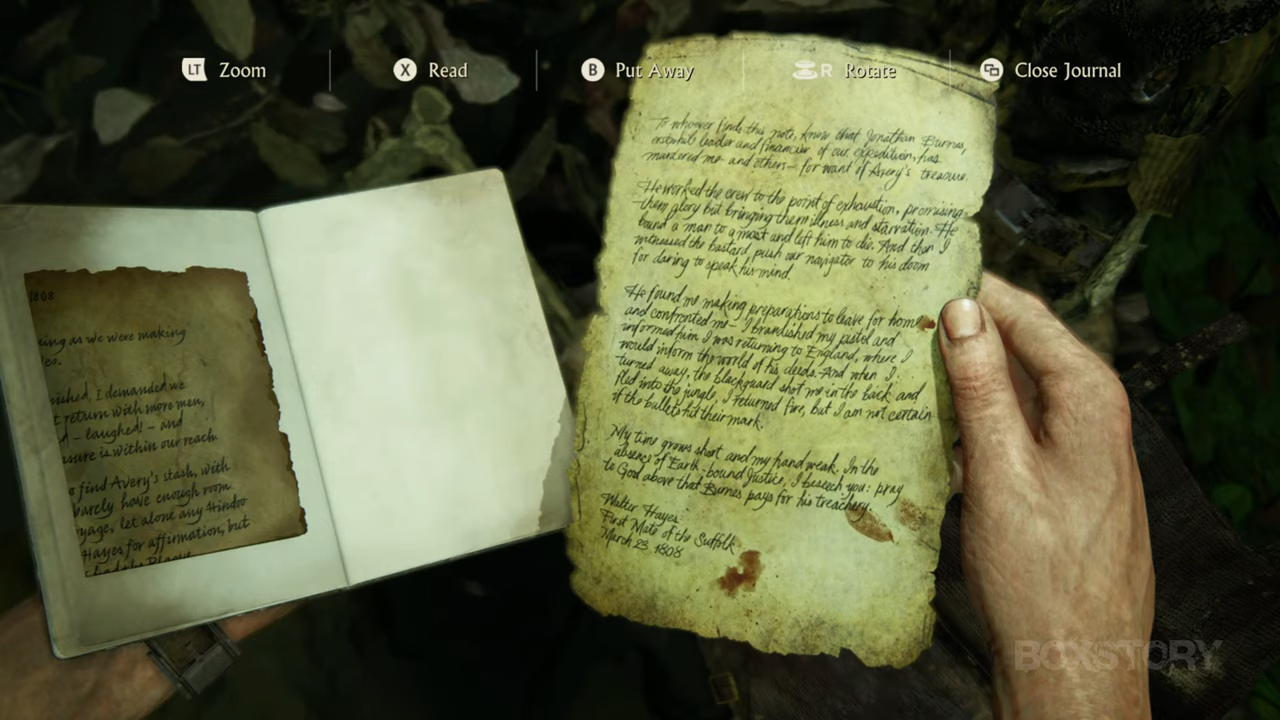 LT Zoom
X Read
B Put Away
R Rotate
Close Journal
1808
ing as we were making
ished, I demanded we
return with more men,
– laughed! – and
sure is within our reach.
o find Avery's stash, with
barely have enough room
yage, let alone any Hindoo
Hayes for affirmation, but
To whoever finds this note, know that Jonathan Burnes,
leader and financier of our expedition, has
murdered me – and others – for want of Avery's treasure.
He worked the crew to the point of exhaustion, promising
them glory but bringing them illness and starvation. He
bound a man to a mast and left him to die. And then I
witnessed the bastard, push our navigator to his doom
for daring to speak his mind.
He found me making preparations to leave for home
and confronted me – I brandished my pistol and
informed him I was returning to England, where I
would inform the world of his deeds. And when I
turned away, the blackguard shot me in the back and
fled into the jungle, I returned fire, but I am not certain
of the bullets hit their mark.
My time grows short and my hand weak. In the
absence of Earth-bound Justice, I beseech you: pray
to God above that Burnes pays for his treachery.
Walter Hayes
First Mate of the Suffolk
March 23, 1808
BOXSTORY